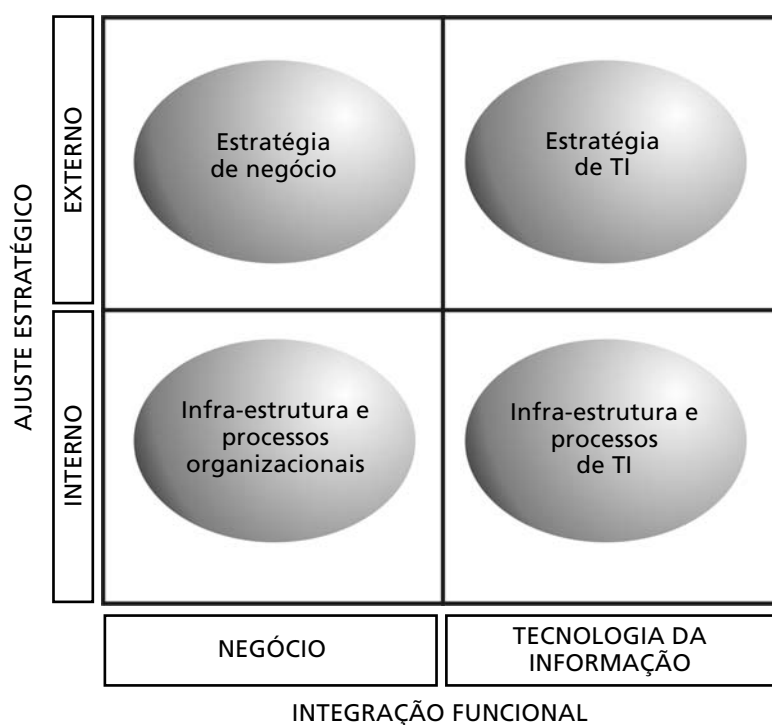 AJUSTE ESTRATÉGICO
EXTERNO
Estratégia
de negócio
Estratégia
de TI
INTERNO
Infra-estrutura e
processos
organizacionais
Infra-estrutura e
processos
de TI
NEGÓCIO
TECNOLOGIA DA
INFORMAÇÃO
INTEGRAÇÃO FUNCIONAL